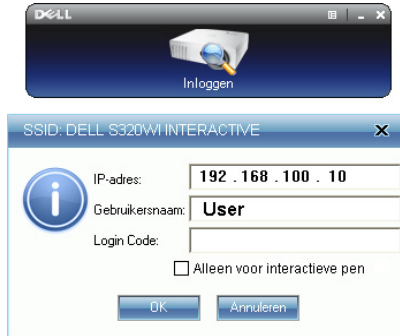 DELL
Inloggen
SSID: DELL S320WI INTERACTIVE
IP-adres: 192 . 168 . 100 . 10
Gebruikersnaam: User
Login Code:
Alleen voor interactieve pen
OK Annuleren